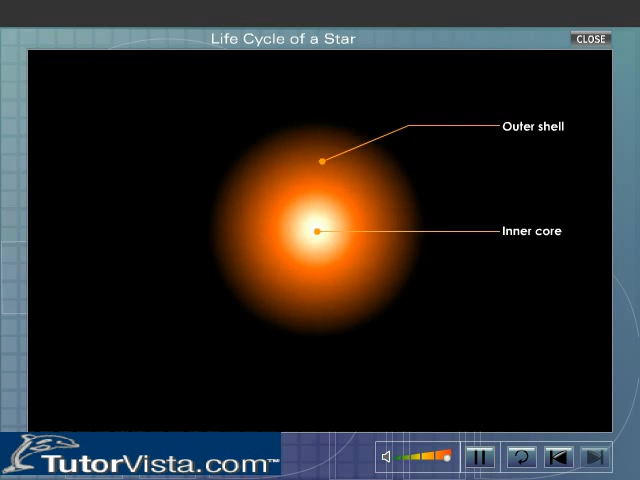 Life Cycle of a Star
CLOSE
Outer shell
Inner core
TutorVista.com™